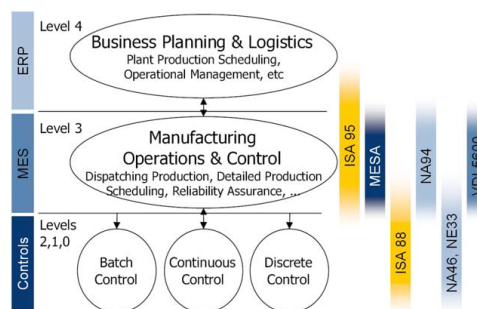 ERP
Level 4
Business Planning & Logistics
Plant Production Scheduling,
Operational Management, etc
MES
Level 3
Manufacturing
Operations & Control
Dispatching Production, Detailed Production
Scheduling, Reliability Assurance, ...
Controls
Levels
2,1,0
Batch
Control
Continuous
Control
Discrete
Control
ISA 95
MESA
ISA 88
NA94
NA46, NE33